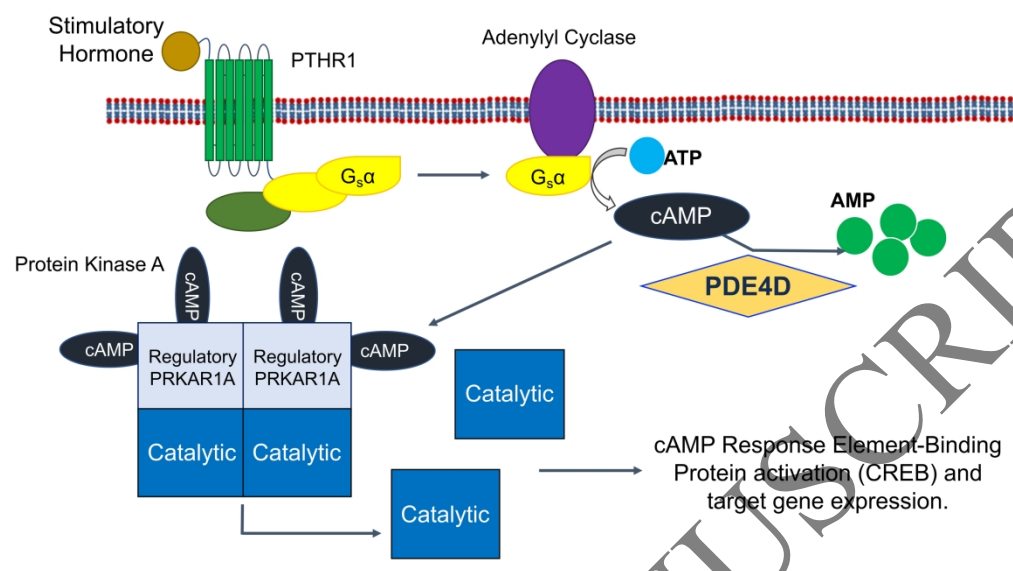 Stimulatory
Hormone
PTHR1
Adenylyl Cyclase
Gsα
Gsα
ATP
cAMP
AMP
PDE4D
Protein Kinase A
cAMP
cAMP
cAMP
cAMP
Regulatory
PRKAR1A
Regulatory
PRKAR1A
Catalytic
Catalytic
Catalytic
Catalytic
cAMP Response Element-Binding
Protein activation (CREB) and
target gene expression.
USCRI